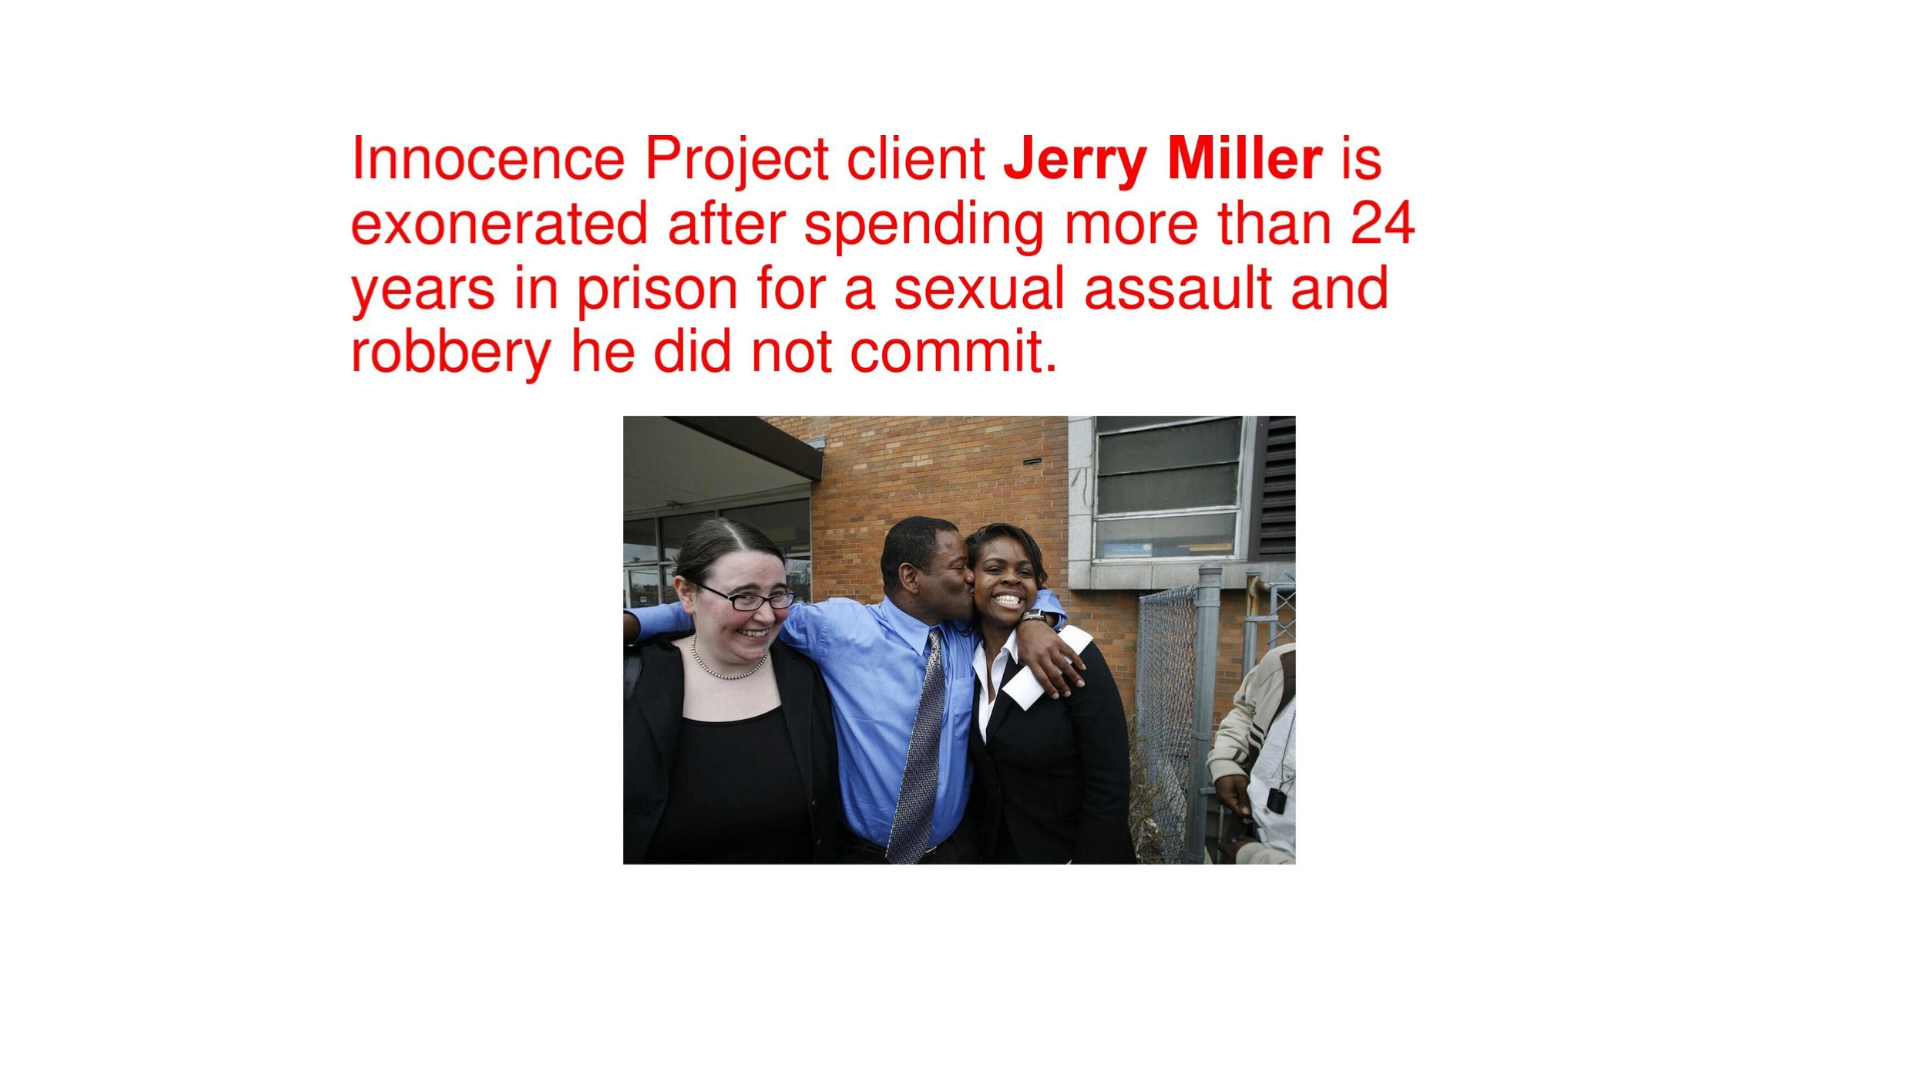 Innocence Project client Jerry Miller is
exonerated after spending more than 24
years in prison for a sexual assault and
robbery he did not commit.